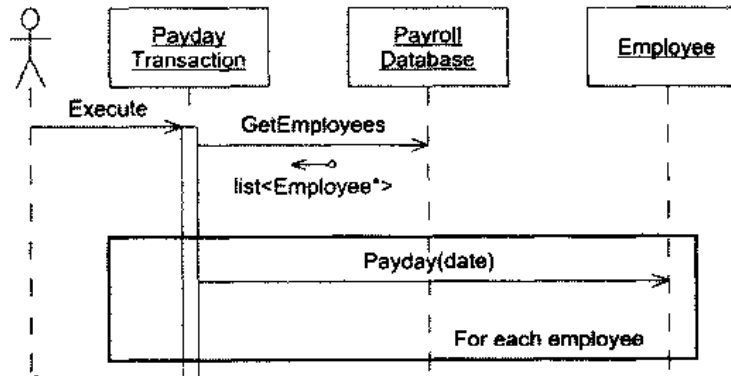 Payday
Transaction
Payroll
Database
Employee
Execute
GetEmployees
list<Employee*>
Payday(date)
For each employee